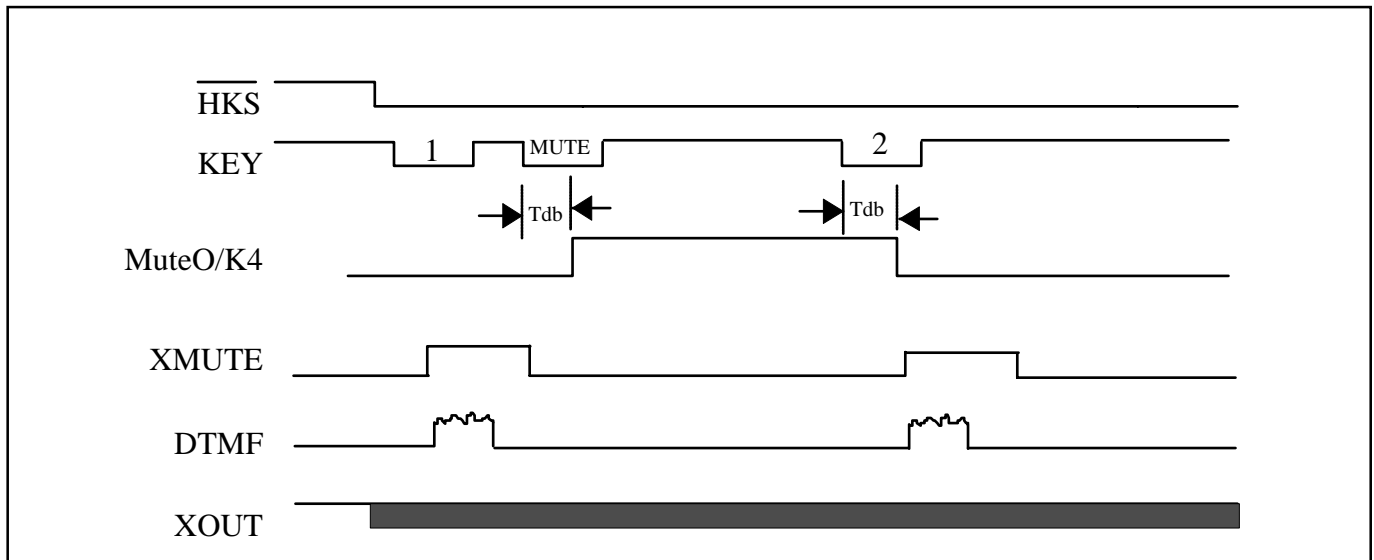 HKS
KEY 1 MUTE 2
Tdb Tdb
MuteO/K4
XMUTE
DTMF
XOUT